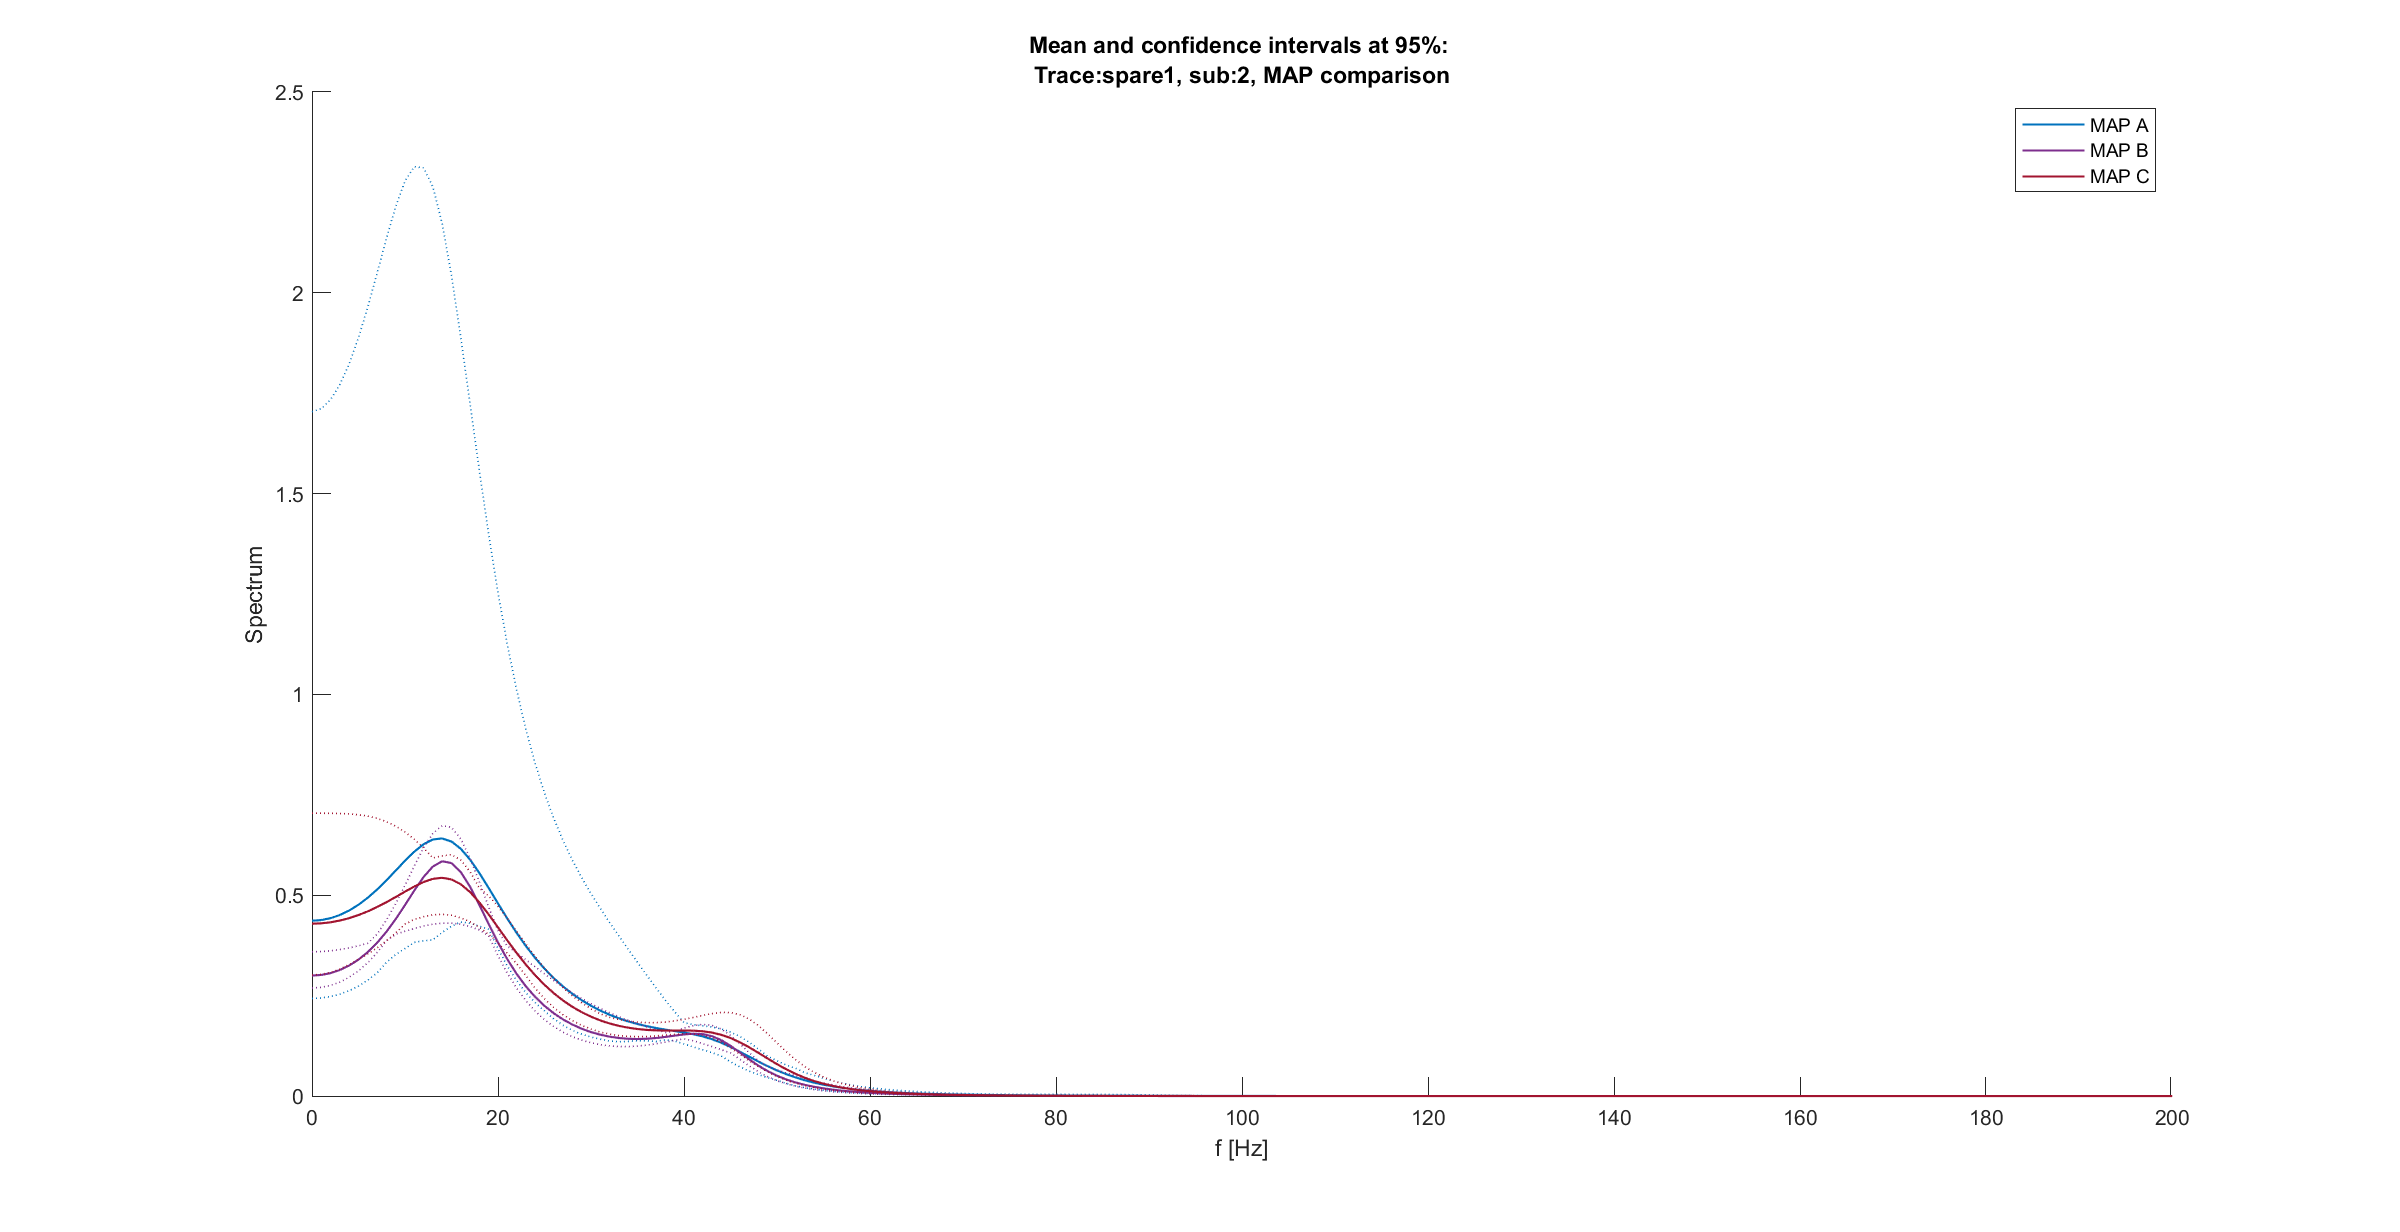 Mean and confidence intervals at 95%:
Trace:spare1, sub:2, MAP comparison
MAP A
MAP B
MAP C
2.5
2
1.5
1
0.5
0
Spectrum
0 20 40 60 80 100 120 140 160 180 200
f [Hz]